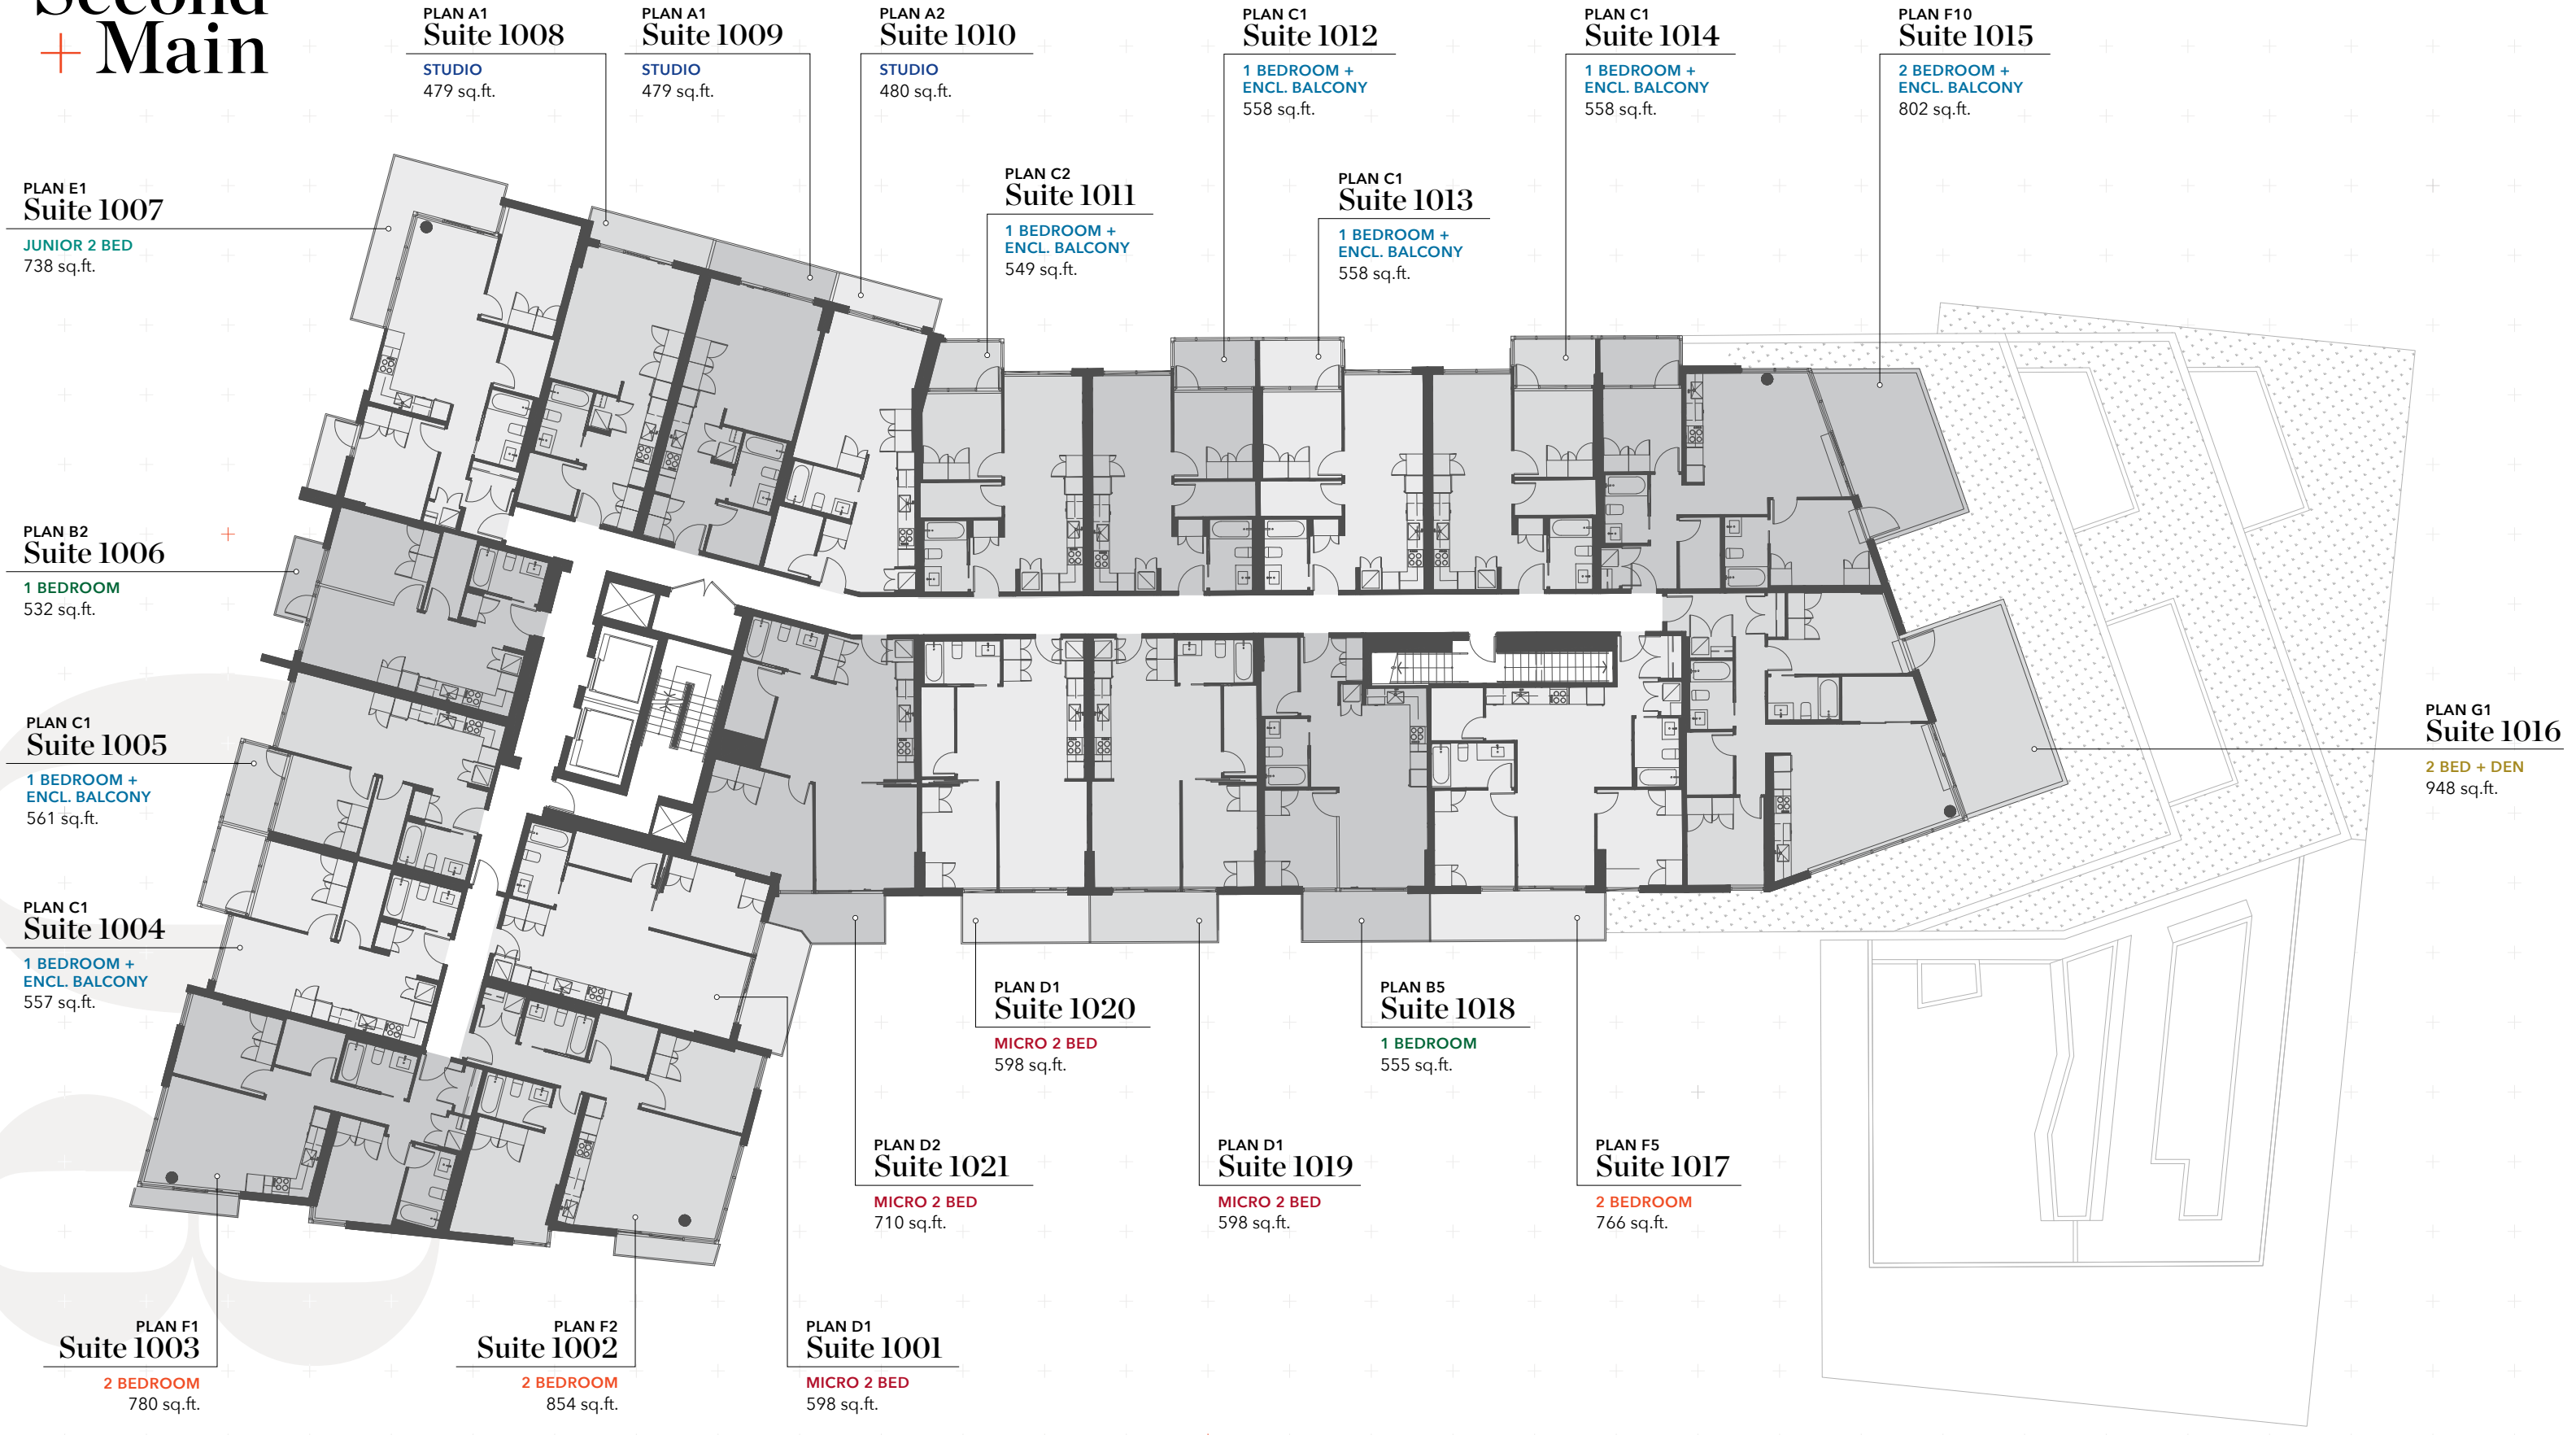 Second
+ Main
PLAN A1
Suite 1008
STUDIO
479 sq.ft.
PLAN A1
Suite 1009
STUDIO
479 sq.ft.
PLAN A2
Suite 1010
STUDIO
480 sq.ft.
PLAN C1
Suite 1012
1 BEDROOM +
ENCL. BALCONY
558 sq.ft.
PLAN C1
Suite 1014
1 BEDROOM +
ENCL. BALCONY
558 sq.ft.
PLAN F10
Suite 1015
2 BEDROOM +
ENCL. BALCONY
802 sq.ft.
PLAN E1
Suite 1007
JUNIOR 2 BED
738 sq.ft.
PLAN C2
Suite 1011
1 BEDROOM +
ENCL. BALCONY
549 sq.ft.
PLAN C1
Suite 1013
1 BEDROOM +
ENCL. BALCONY
558 sq.ft.
PLAN B2
Suite 1006
1 BEDROOM
532 sq.ft.
PLAN C1
Suite 1005
1 BEDROOM +
ENCL. BALCONY
561 sq.ft.
PLAN G1
Suite 1016
2 BED + DEN
948 sq.ft.
PLAN C1
Suite 1004
1 BEDROOM +
ENCL. BALCONY
557 sq.ft.
PLAN D1
Suite 1020
MICRO 2 BED
598 sq.ft.
PLAN B5
Suite 1018
1 BEDROOM
555 sq.ft.
PLAN D2
Suite 1021
MICRO 2 BED
710 sq.ft.
PLAN D1
Suite 1019
MICRO 2 BED
598 sq.ft.
PLAN F5
Suite 1017
2 BEDROOM
766 sq.ft.
PLAN F1
Suite 1003
2 BEDROOM
780 sq.ft.
PLAN F2
Suite 1002
2 BEDROOM
854 sq.ft.
PLAN D1
Suite 1001
MICRO 2 BED
598 sq.ft.